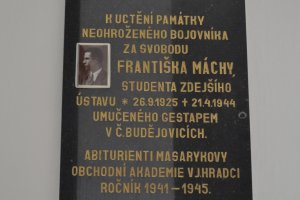 K UCTĚNÍ PAMÁTKY
NEOHROŽENÉHO BOJOVNÍKA
ZA SVOBODU
FRANTIŠKA MÁCHY,
STUDENTA ZDEJŠÍHO
ÚSTAVU * 26.9.1925 + 21.4.1944
UMUČENÉHO GESTAPEM
V Č. BUDĚJOVICÍCH.
ABITURIENTI MASARYKOVY
OBCHODNÍ AKADEMIE V J. HRADCI
ROČNÍK 1941 – 1945.